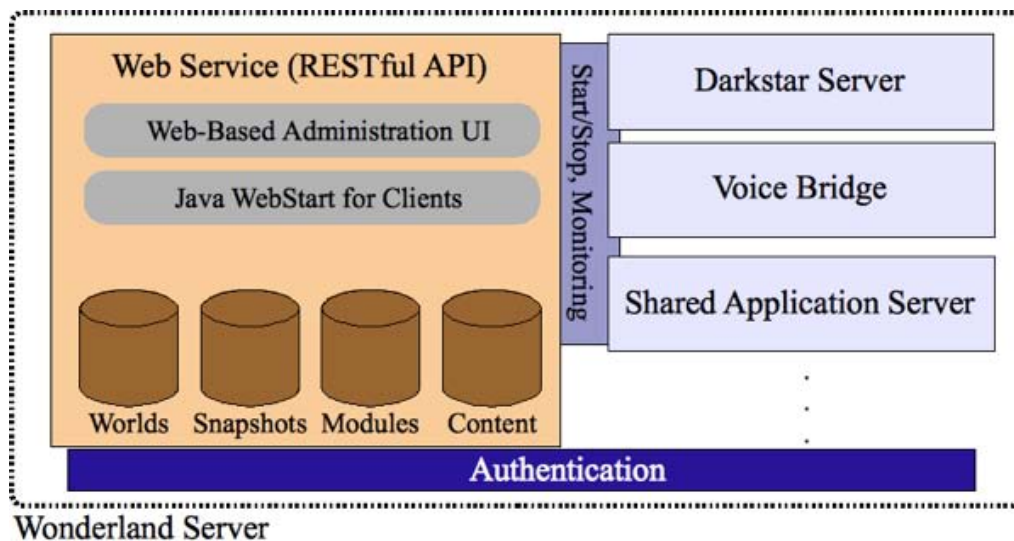 Web Service (RESTful API)
Web-Based Administration UI
Java WebStart for Clients
Worlds
Snapshots
Modules
Content
Start/Stop, Monitoring
Darkstar Server
Voice Bridge
Shared Application Server
Authentication
Wonderland Server